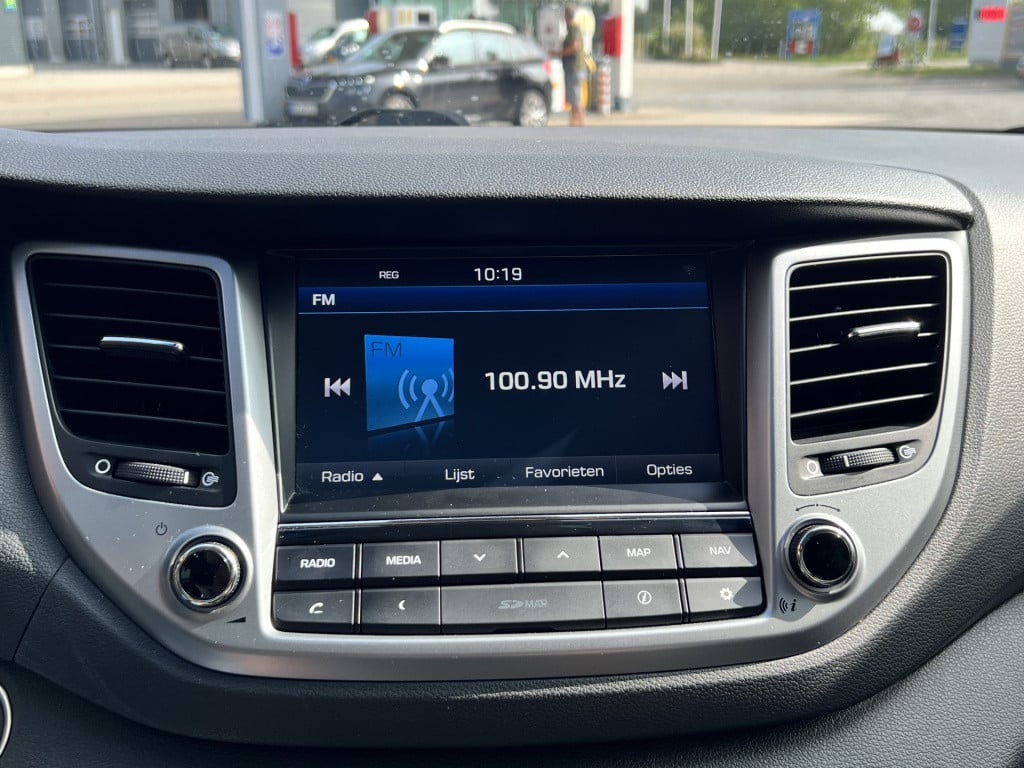 REG 10:19
FM
FM
100.90 MHz
Radio Lijst Favorieten Opties
RADIO MEDIA MAP NAV
SD MAP